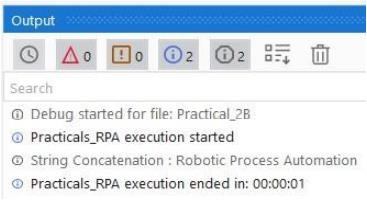 Output
0 0 2 2
Search
Debug started for file: Practical_2B
Practicals_RPA execution started
String Concatenation : Robotic Process Automation
Practicals_RPA execution ended in: 00:00:01